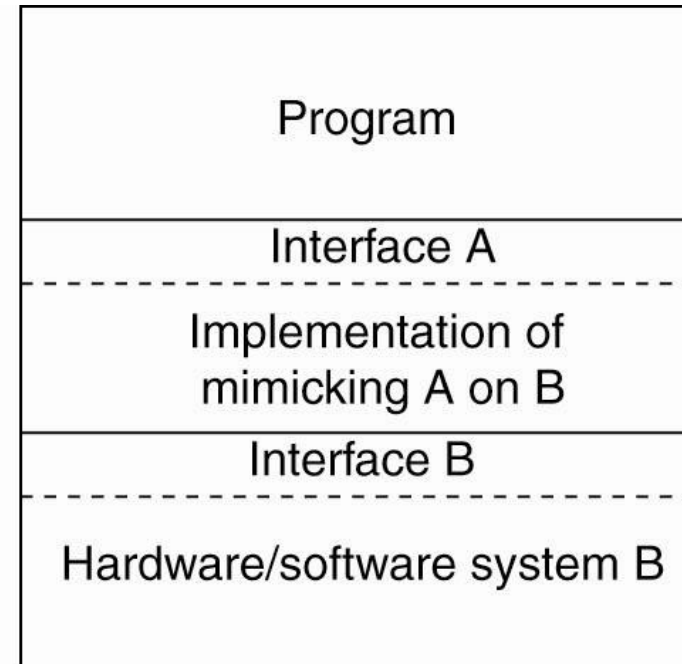 Program
Interface A
Implementation of
mimicking A on B
Interface B
Hardware/software system B